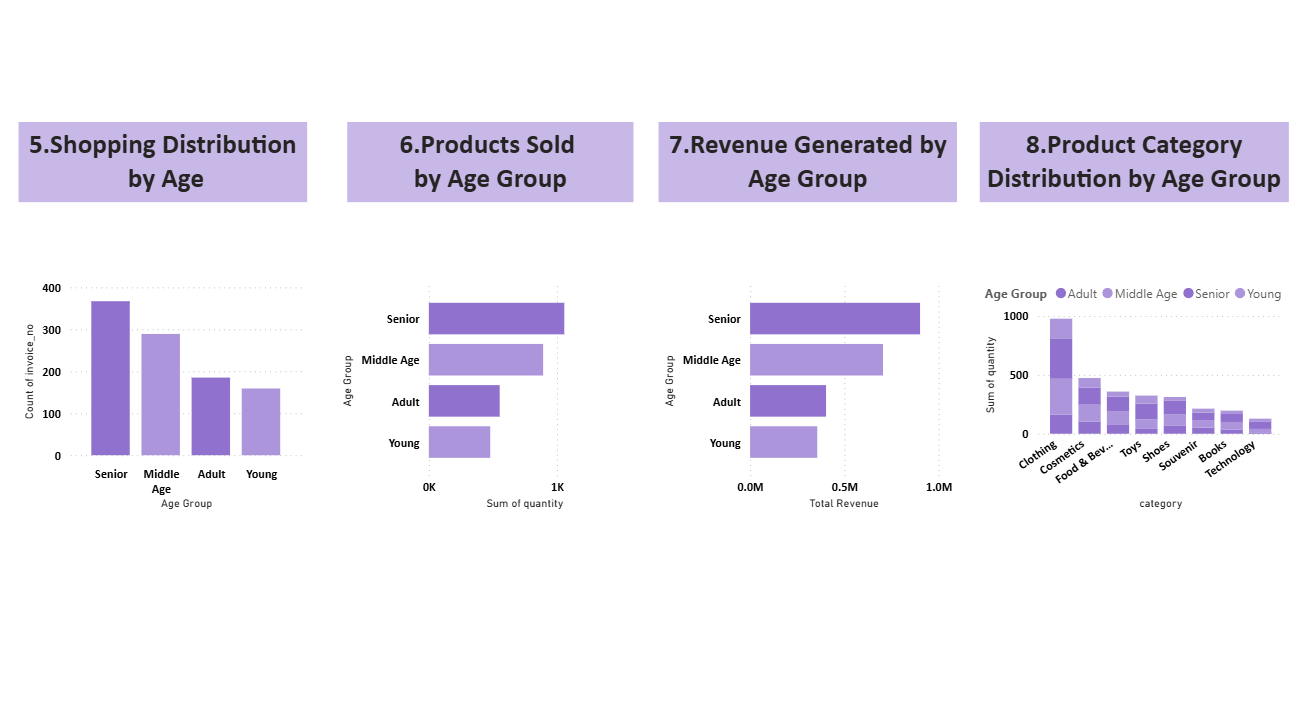 5.Shopping Distribution
by Age
6.Products Sold
by Age Group
7.Revenue Generated by
Age Group
8.Product Category
Distribution by Age Group
400
300
200
100
0
Count of invoice_no
Senior
Middle
Age
Adult
Young
Age Group
Age Group
Senior
Middle Age
Adult
Young
0K
1K
Sum of quantity
Age Group
Senior
Middle Age
Adult
Young
0.0M
0.5M
1.0M
Total Revenue
Age Group Adult Middle Age Senior Young
1000
500
0
Sum of quantity
Clothing
Cosmetics
Food & Bev...
Toys
Shoes
Souvenir
Books
Technology
category